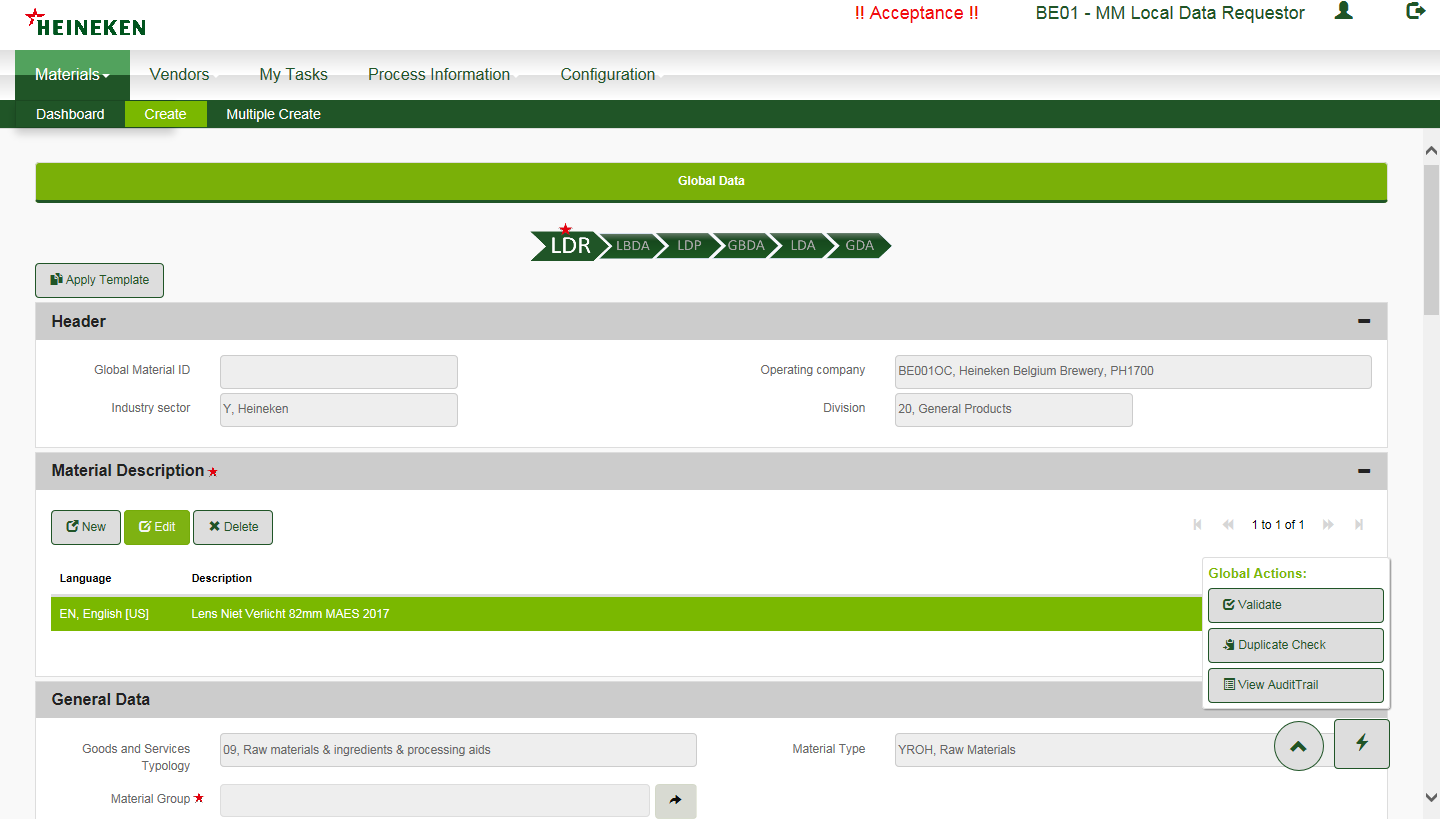 HEINEKEN
!! Acceptance !!
BE01 - MM Local Data Requestor
Materials
Vendors
My Tasks
Process Information
Configuration
Dashboard
Create
Multiple Create
Global Data
LDR
LBDA
LDP
GBDA
LDA
GDA
Apply Template
Header
Global Material ID
Operating company
BE001OC, Heineken Belgium Brewery, PH1700
Industry sector
Y, Heineken
Division
20, General Products
Material Description
New
Edit
Delete
1 to 1 of 1
Language
Description
EN, English [US]
Lens Niet Verlicht 82mm MAES 2017
Global Actions:
Validate
Duplicate Check
View AuditTrail
General Data
Goods and Services
Typology
09, Raw materials & ingredients & processing aids
Material Type
YROH, Raw Materials
Material Group